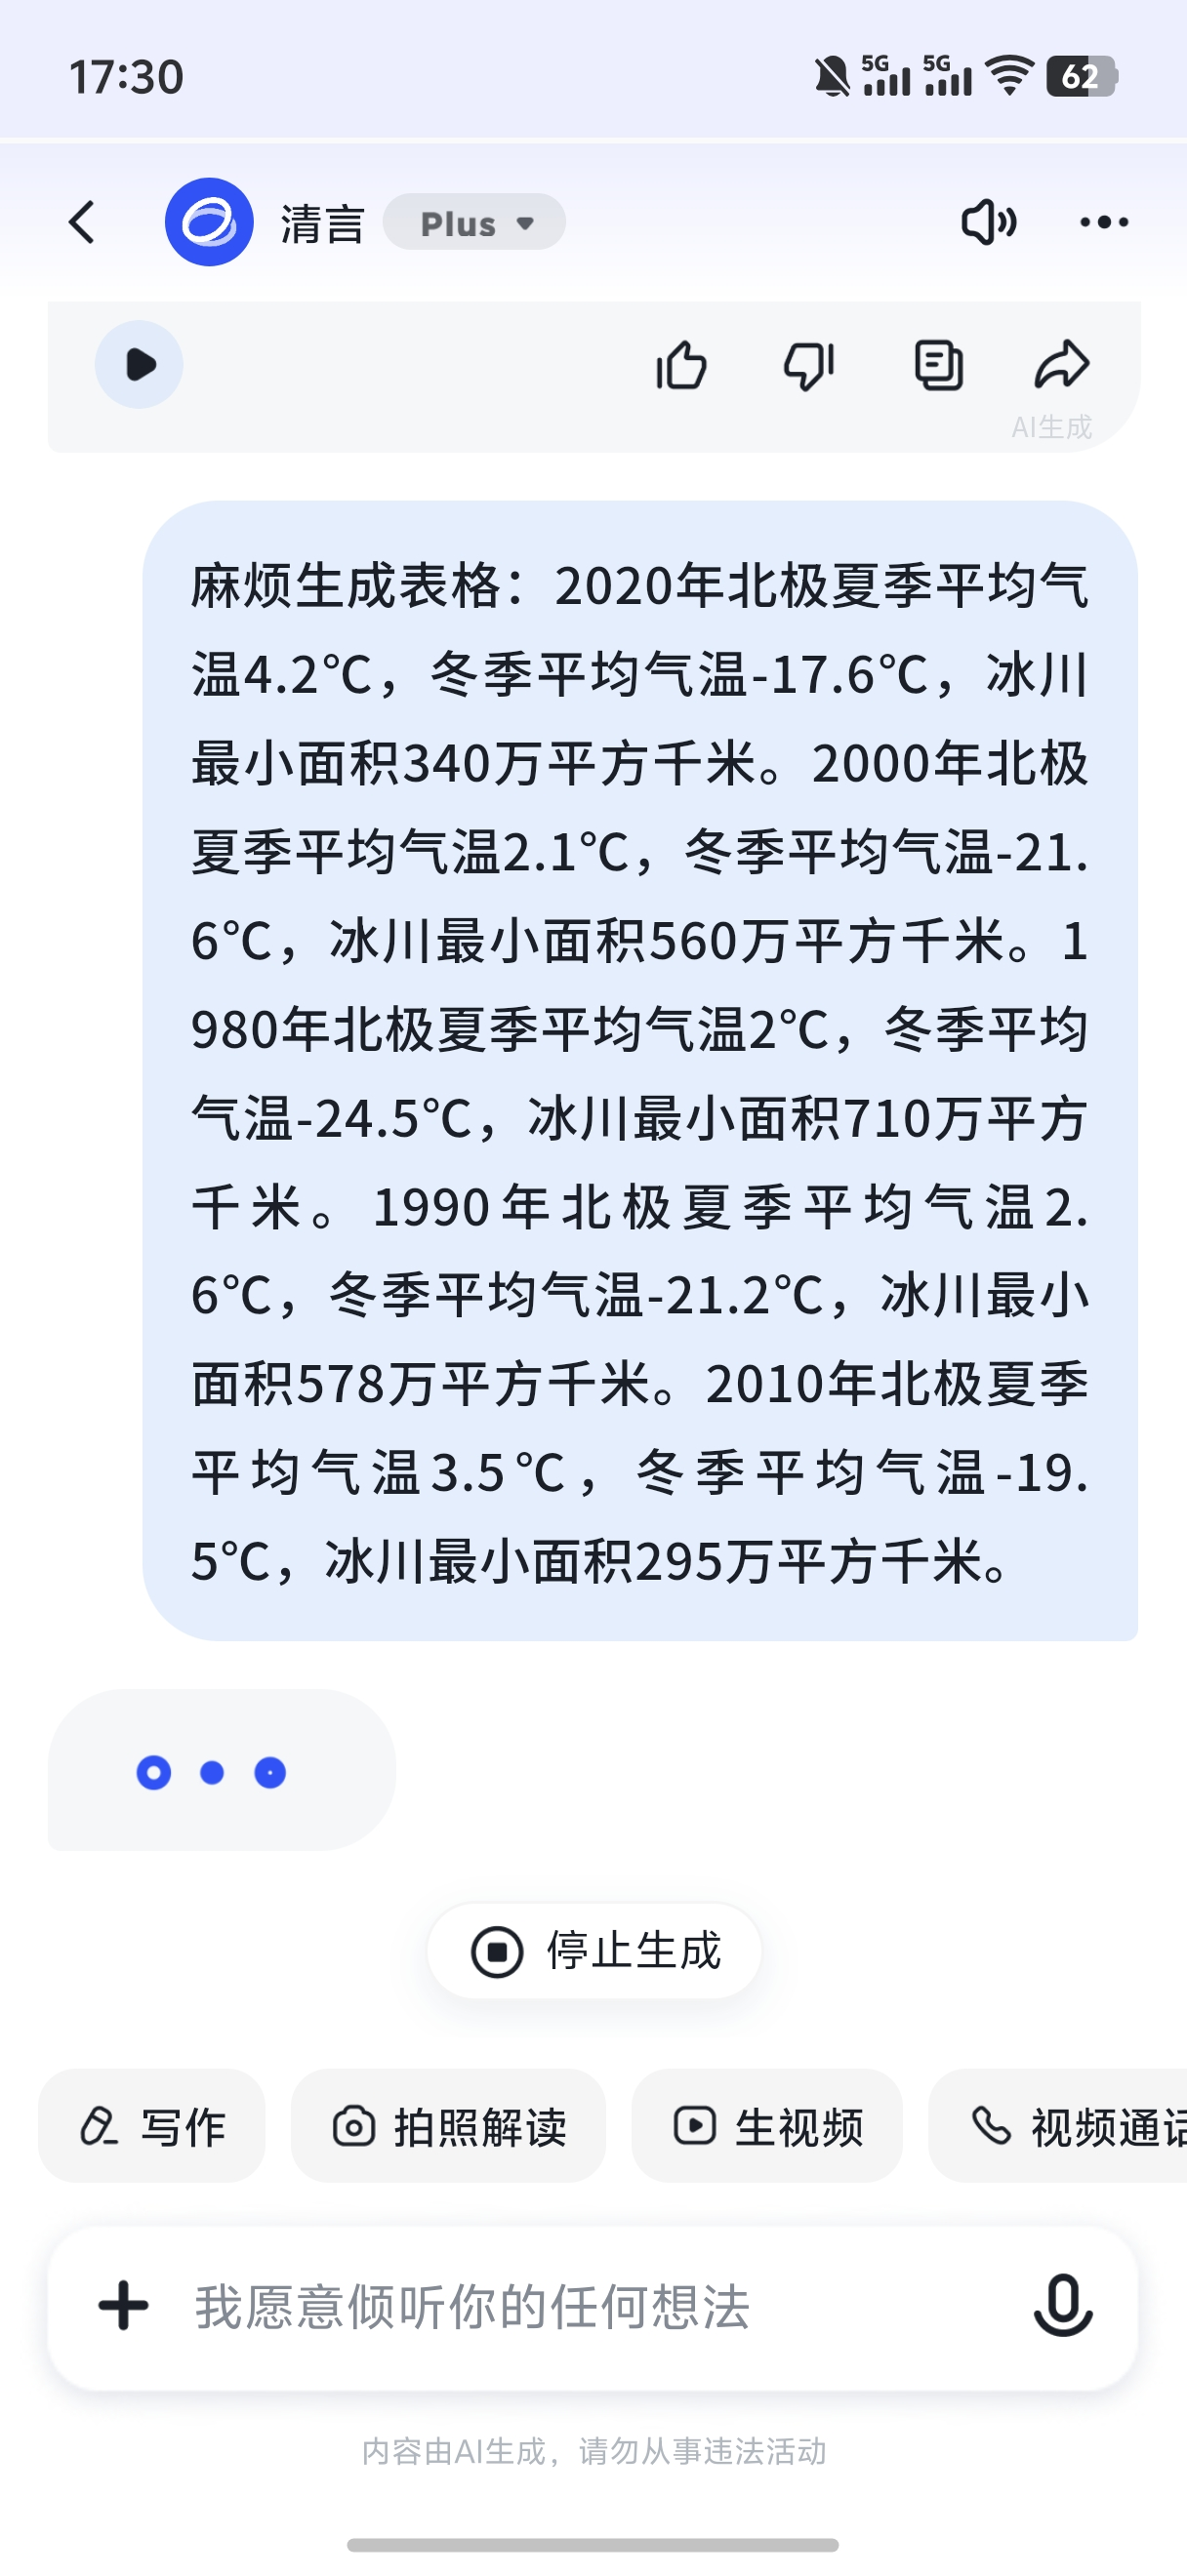 17:30
5G 5G 62
清言 Plus
AI生成
麻烦生成表格：2020年北极夏季平均气
温4.2℃，冬季平均气温-17.6℃，冰川
最小面积340万平方千米。2000年北极
夏季平均气温2.1℃，冬季平均气温-21.
6℃，冰川最小面积560万平方千米。1
980年北极夏季平均气温2℃，冬季平均
气温-24.5℃，冰川最小面积710万平方
千米。1990年北极夏季平均气温2.
6℃，冬季平均气温-21.2℃，冰川最小
面积578万平方千米。2010年北极夏季
平均气温3.5℃，冬季平均气温-19.
5℃，冰川最小面积295万平方千米。
停止生成
写作 拍照解读 生视频 视频通话
我愿意倾听你的任何想法
内容由AI生成，请勿从事违法活动